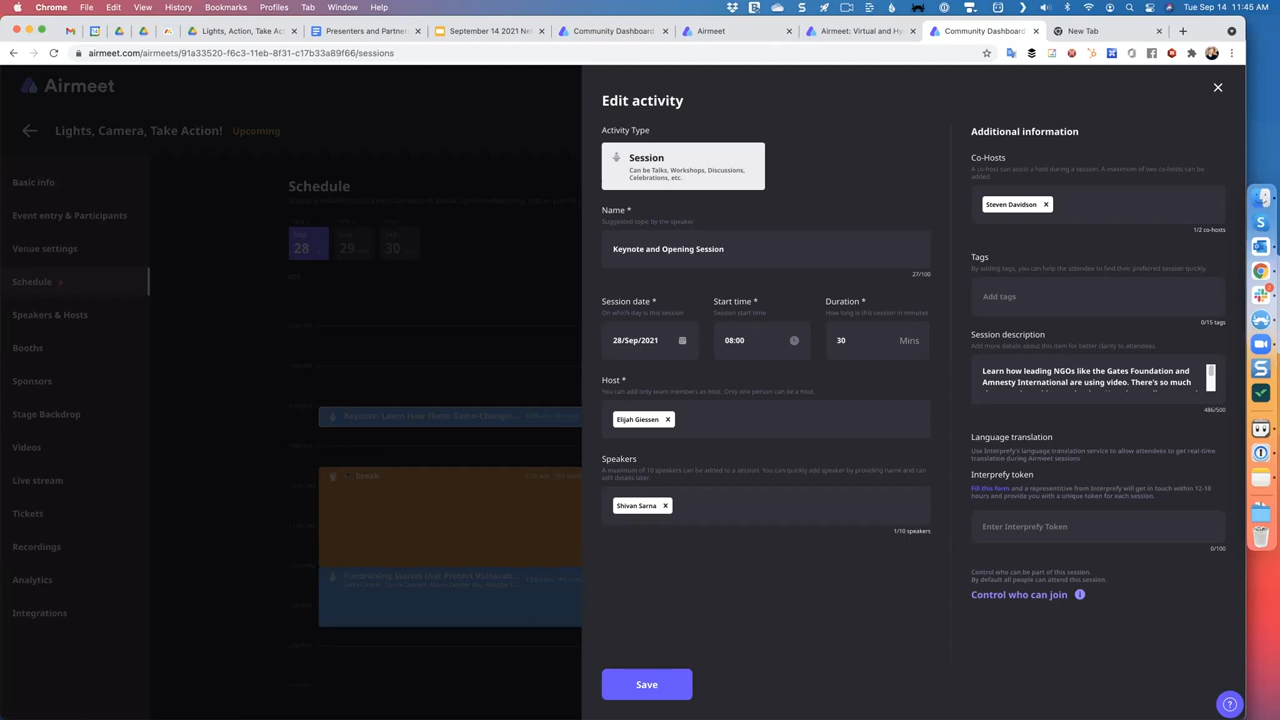 Chrome File Edit View History Bookmarks Profiles Tab Window Help
Tue Sep 14 11:45 AM
Lights, Action, Take Ac
Presenters and Partner
September 14 2021 Ne
Community Dashboard
Airmeet
Airmeet: Virtual and Hy
Community Dashboard
New Tab
airmeet.com/airmeets/91a33520-f6c3-11eb-8f31-c17b33a89f66/sessions
Airmeet
Lights, Camera, Take Action! Upcoming
Basic info
Event entry & Participants
Venue settings
Schedule
Speakers & Hosts
Booths
Sponsors
Stage Backdrop
Videos
Live stream
Tickets
Recordings
Analytics
Integrations
Schedule
Sep Sep
28 29 30
Keynote: Learn How These Same-Change...
Break
Fundraising Stories that Protect Vulnerab...
Edit activity
Activity Type
Session
Can be Talks, Workshops, Discussions,
Celebrations, etc.
Name *
Suggested topic by the speaker
Keynote and Opening Session
27/100
Session date *
On which day is this session
28/Sep/2021
Start time *
Session start time
08:00
Duration *
How long is this session in minutes
30 Mins
Host *
You can add only team members as host. Only one person can be a host.
Elijah Giessen
Speakers
A maximum of 10 speakers can be added to a session. You can quickly add speaker by providing name and can
edit details later.
Shivan Sarna
1/10 speakers
Save
Additional information
Co-Hosts
A co-host can assist a host during a session. A maximum of two co-hosts can be
added.
Steven Davidson
1/2 co-hosts
Tags
By adding tags, you can help the attendee to find their preferred session quickly
Add tags
0/15 tags
Session description
Add more details about this item for better clarity to attendees.
Learn how leading NGOs like the Gates Foundation and
Amnesty International are using video. There's so much
486/500
Language translation
Use Interprefy's language translation service to allow attendees to get real-time
translation during Airmeet sessions
Interprefy token
Fill this form and a representative from Interprefy will get in touch within 12-18
hours and provide you with a unique token for each session.
Enter Interprefy Token
0/100
Control who can be part of this session.
By default all people can attend this session.
Control who can join